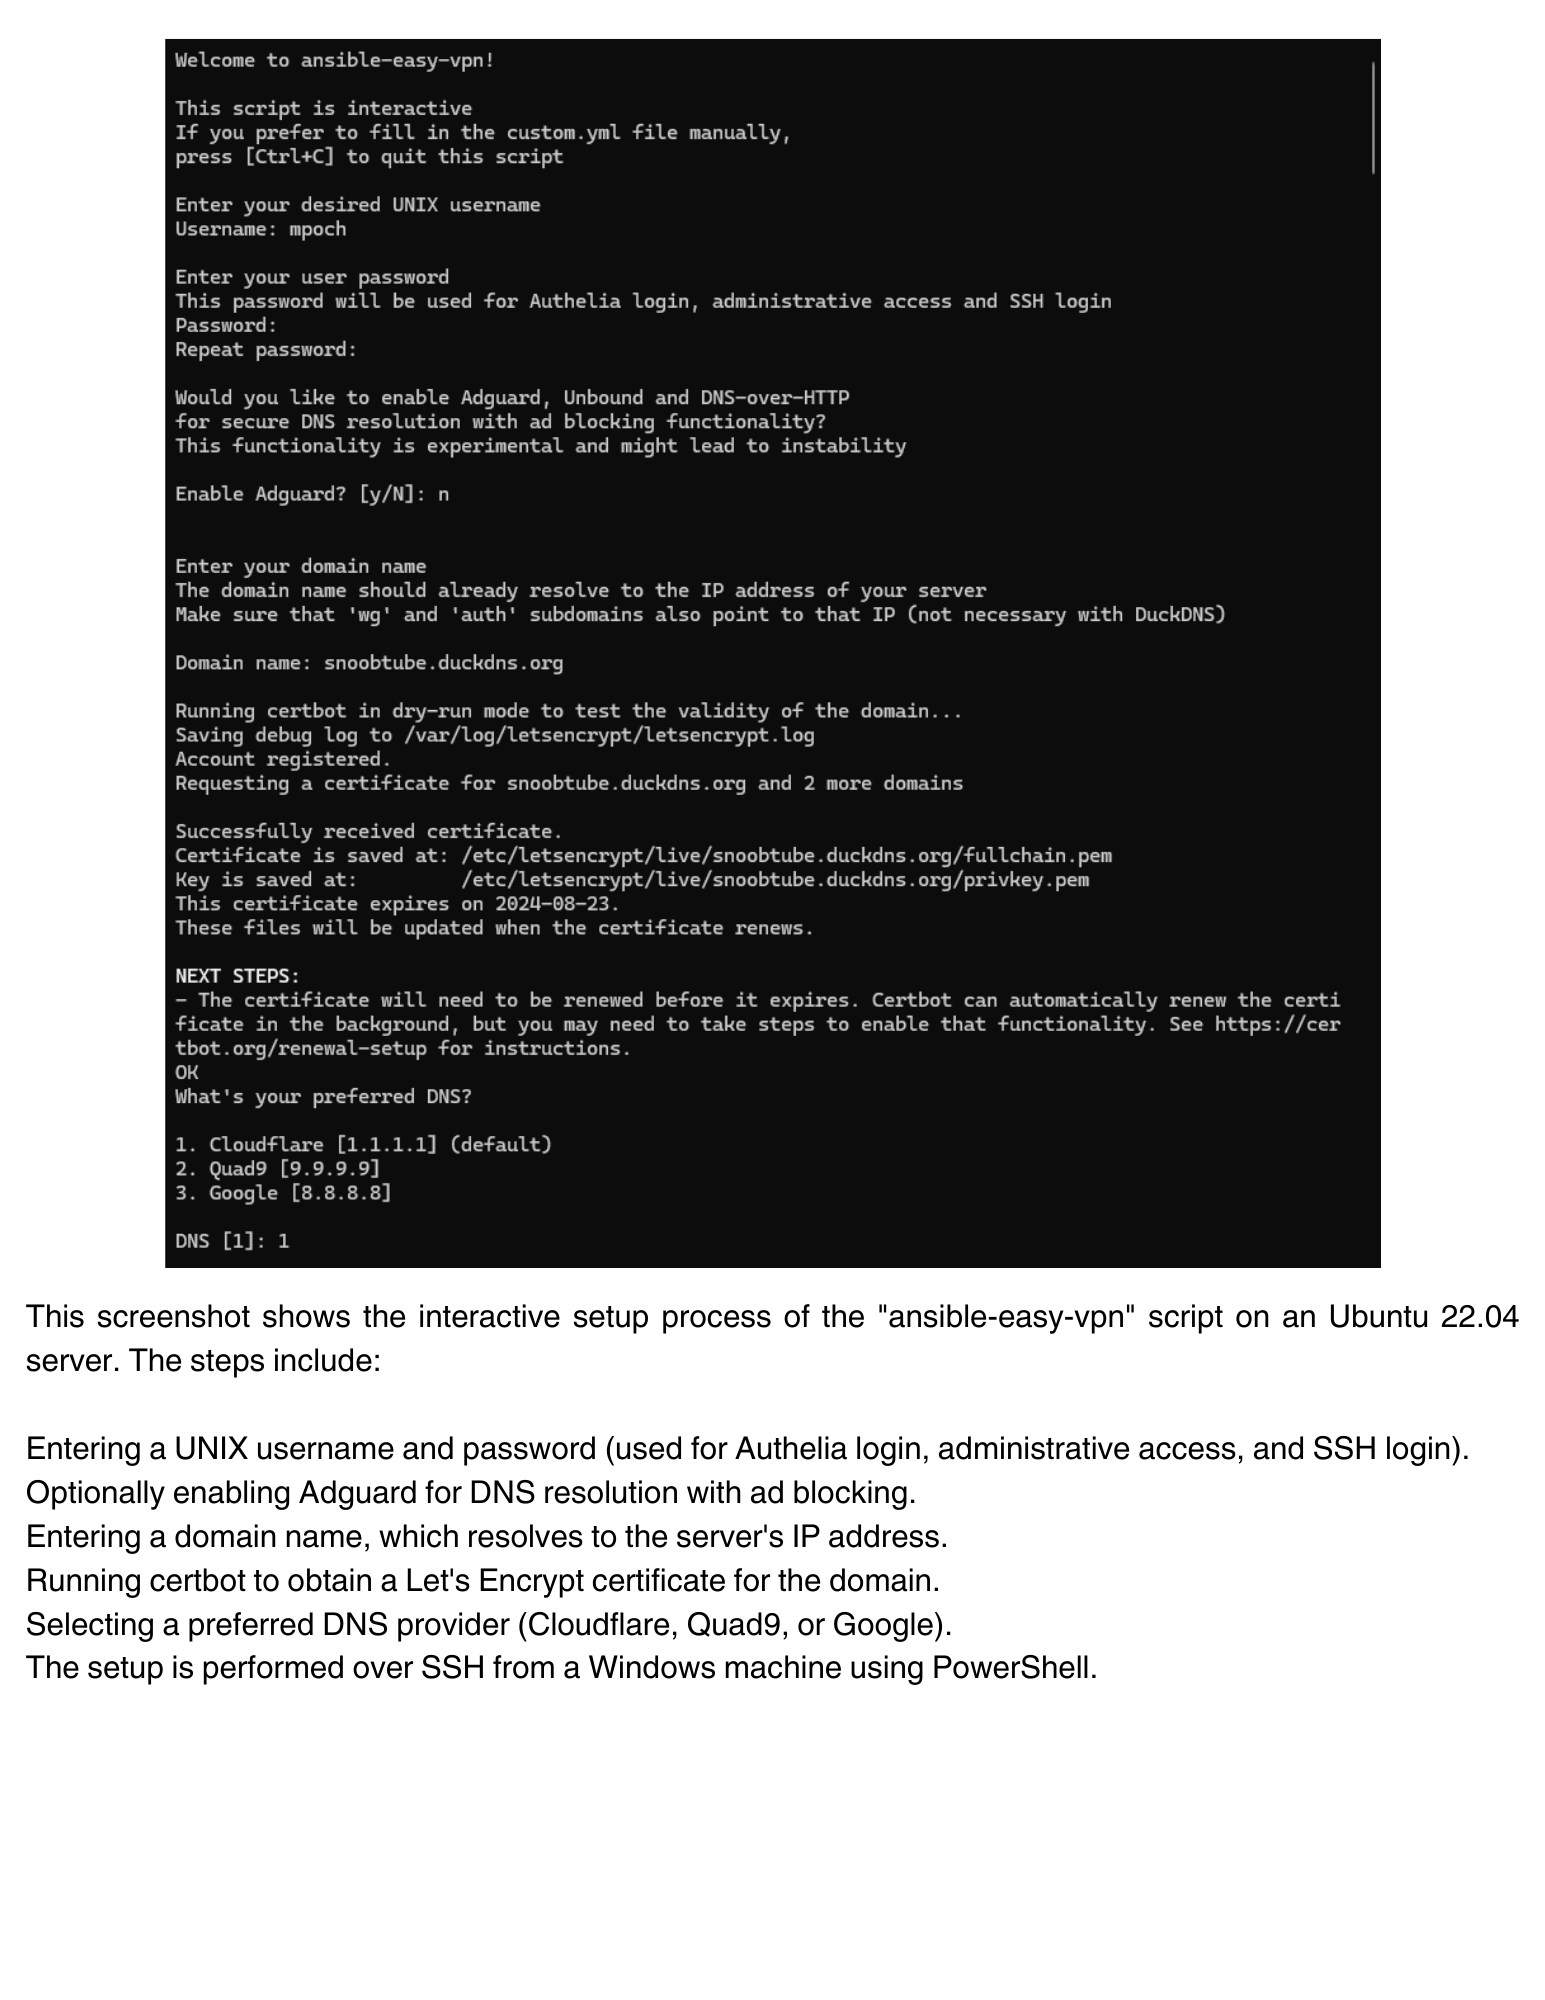 Welcome to ansible-easy-vpn!
This script is interactive
If you prefer to fill in the custom.yml file manually,
press [Ctrl+C] to quit this script
Enter your desired UNIX username
Username: mpoch
Enter your user password
This password will be used for Authelia login, administrative access and SSH login
Password:
Repeat password:
Would you like to enable Adguard, Unbound and DNS-over-HTTP
for secure DNS resolution with ad blocking functionality?
This functionality is experimental and might lead to instability
Enable Adguard? [y/N]: n
Enter your domain name
The domain name should already resolve to the IP address of your server
Make sure that 'wg' and 'auth' subdomains also point to that IP (not necessary with DuckDNS)
Domain name: snoobtube.duckdns.org
Running certbot in dry-run mode to test the validity of the domain...
Saving debug log to /var/log/letsencrypt/letsencrypt.log
Account registered.
Requesting a certificate for snoobtube.duckdns.org and 2 more domains
Successfully received certificate.
Certificate is saved at: /etc/letsencrypt/live/snoobtube.duckdns.org/fullchain.pem
Key is saved at:         /etc/letsencrypt/live/snoobtube.duckdns.org/privkey.pem
This certificate expires on 2024-08-23.
These files will be updated when the certificate renews.
NEXT STEPS:
- The certificate will need to be renewed before it expires. Certbot can automatically renew the certi
ficate in the background, but you may need to take steps to enable that functionality. See https://cer
tbot.org/renewal-setup for instructions.
OK
What's your preferred DNS?
1. Cloudflare [1.1.1.1] (default)
2. Quad9 [9.9.9.9]
3. Google [8.8.8.8]
DNS [1]: 1
This screenshot shows the interactive setup process of the "ansible-easy-vpn" script on an Ubuntu 22.04
server. The steps include:
Entering a UNIX username and password (used for Authelia login, administrative access, and SSH login).
Optionally enabling Adguard for DNS resolution with ad blocking.
Entering a domain name, which resolves to the server's IP address.
Running certbot to obtain a Let's Encrypt certificate for the domain.
Selecting a preferred DNS provider (Cloudflare, Quad9, or Google).
The setup is performed over SSH from a Windows machine using PowerShell.